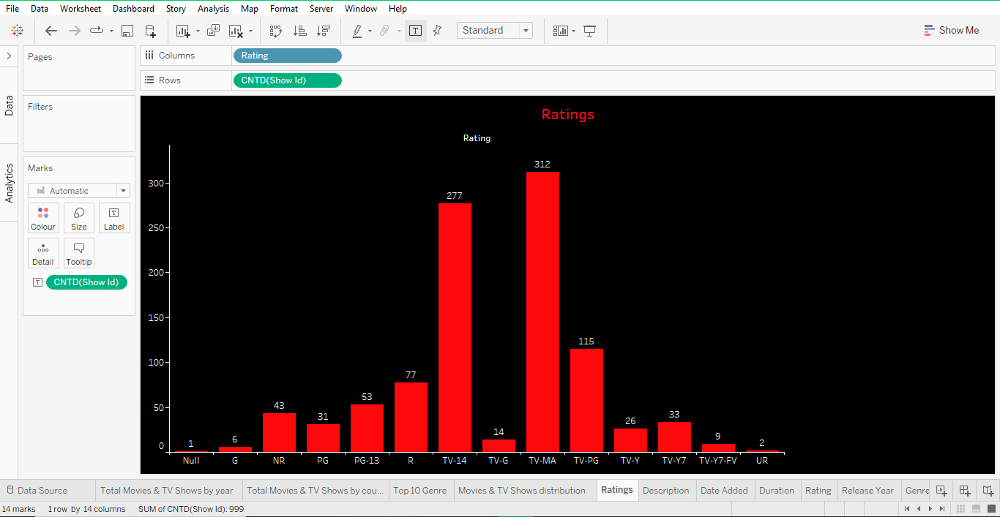 File Data Worksheet Dashboard Story Analysis Map Format Server Window Help
Standard Show Me
Pages
Columns Rating
Rows CNTD(Show Id)
Data
Analytics
Filters
Marks
Automatic
Colour Size Label
Detail Tooltip
CNTD(Show Id)
Ratings
Rating
300
250
200
150
100
50
0
1 6 43 31 53 77 277 14 312 115 26 33 9 2
Null G NR PG PG-13 R TV-14 TV-G TV-MA TV-PG TV-Y TV-Y7 TV-Y7-FV UR
Data Source Total Movies & TV Shows by year Total Movies & TV Shows by cou... Top 10 Genre Movies & TV Shows distribution Ratings Description Date Added Duration Rating Release Year Genre
14 marks 1 row by 14 columns SUM of CNTD(Show Id): 999